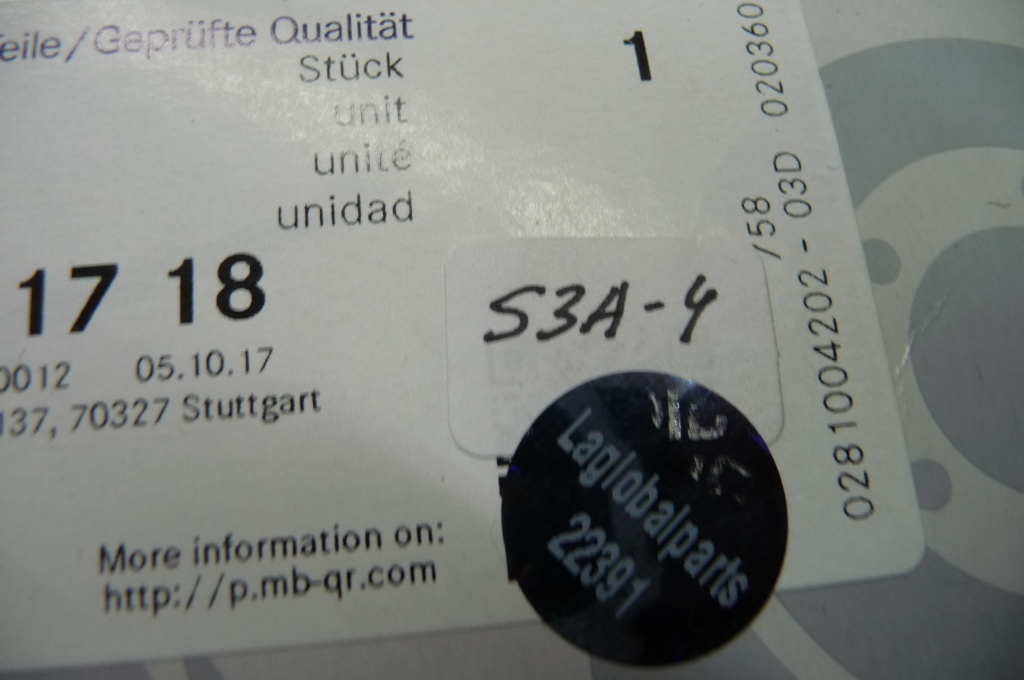 eile/Geprüfte Qualität
Stück 1
unit
unité
unidad
17 18
0012 05.10.17
137, 70327 Stuttgart
More information on:
http://p.mb-qr.com
S3A-4
Laglobalparts
22391
/58
0281004202 - 03D 020360